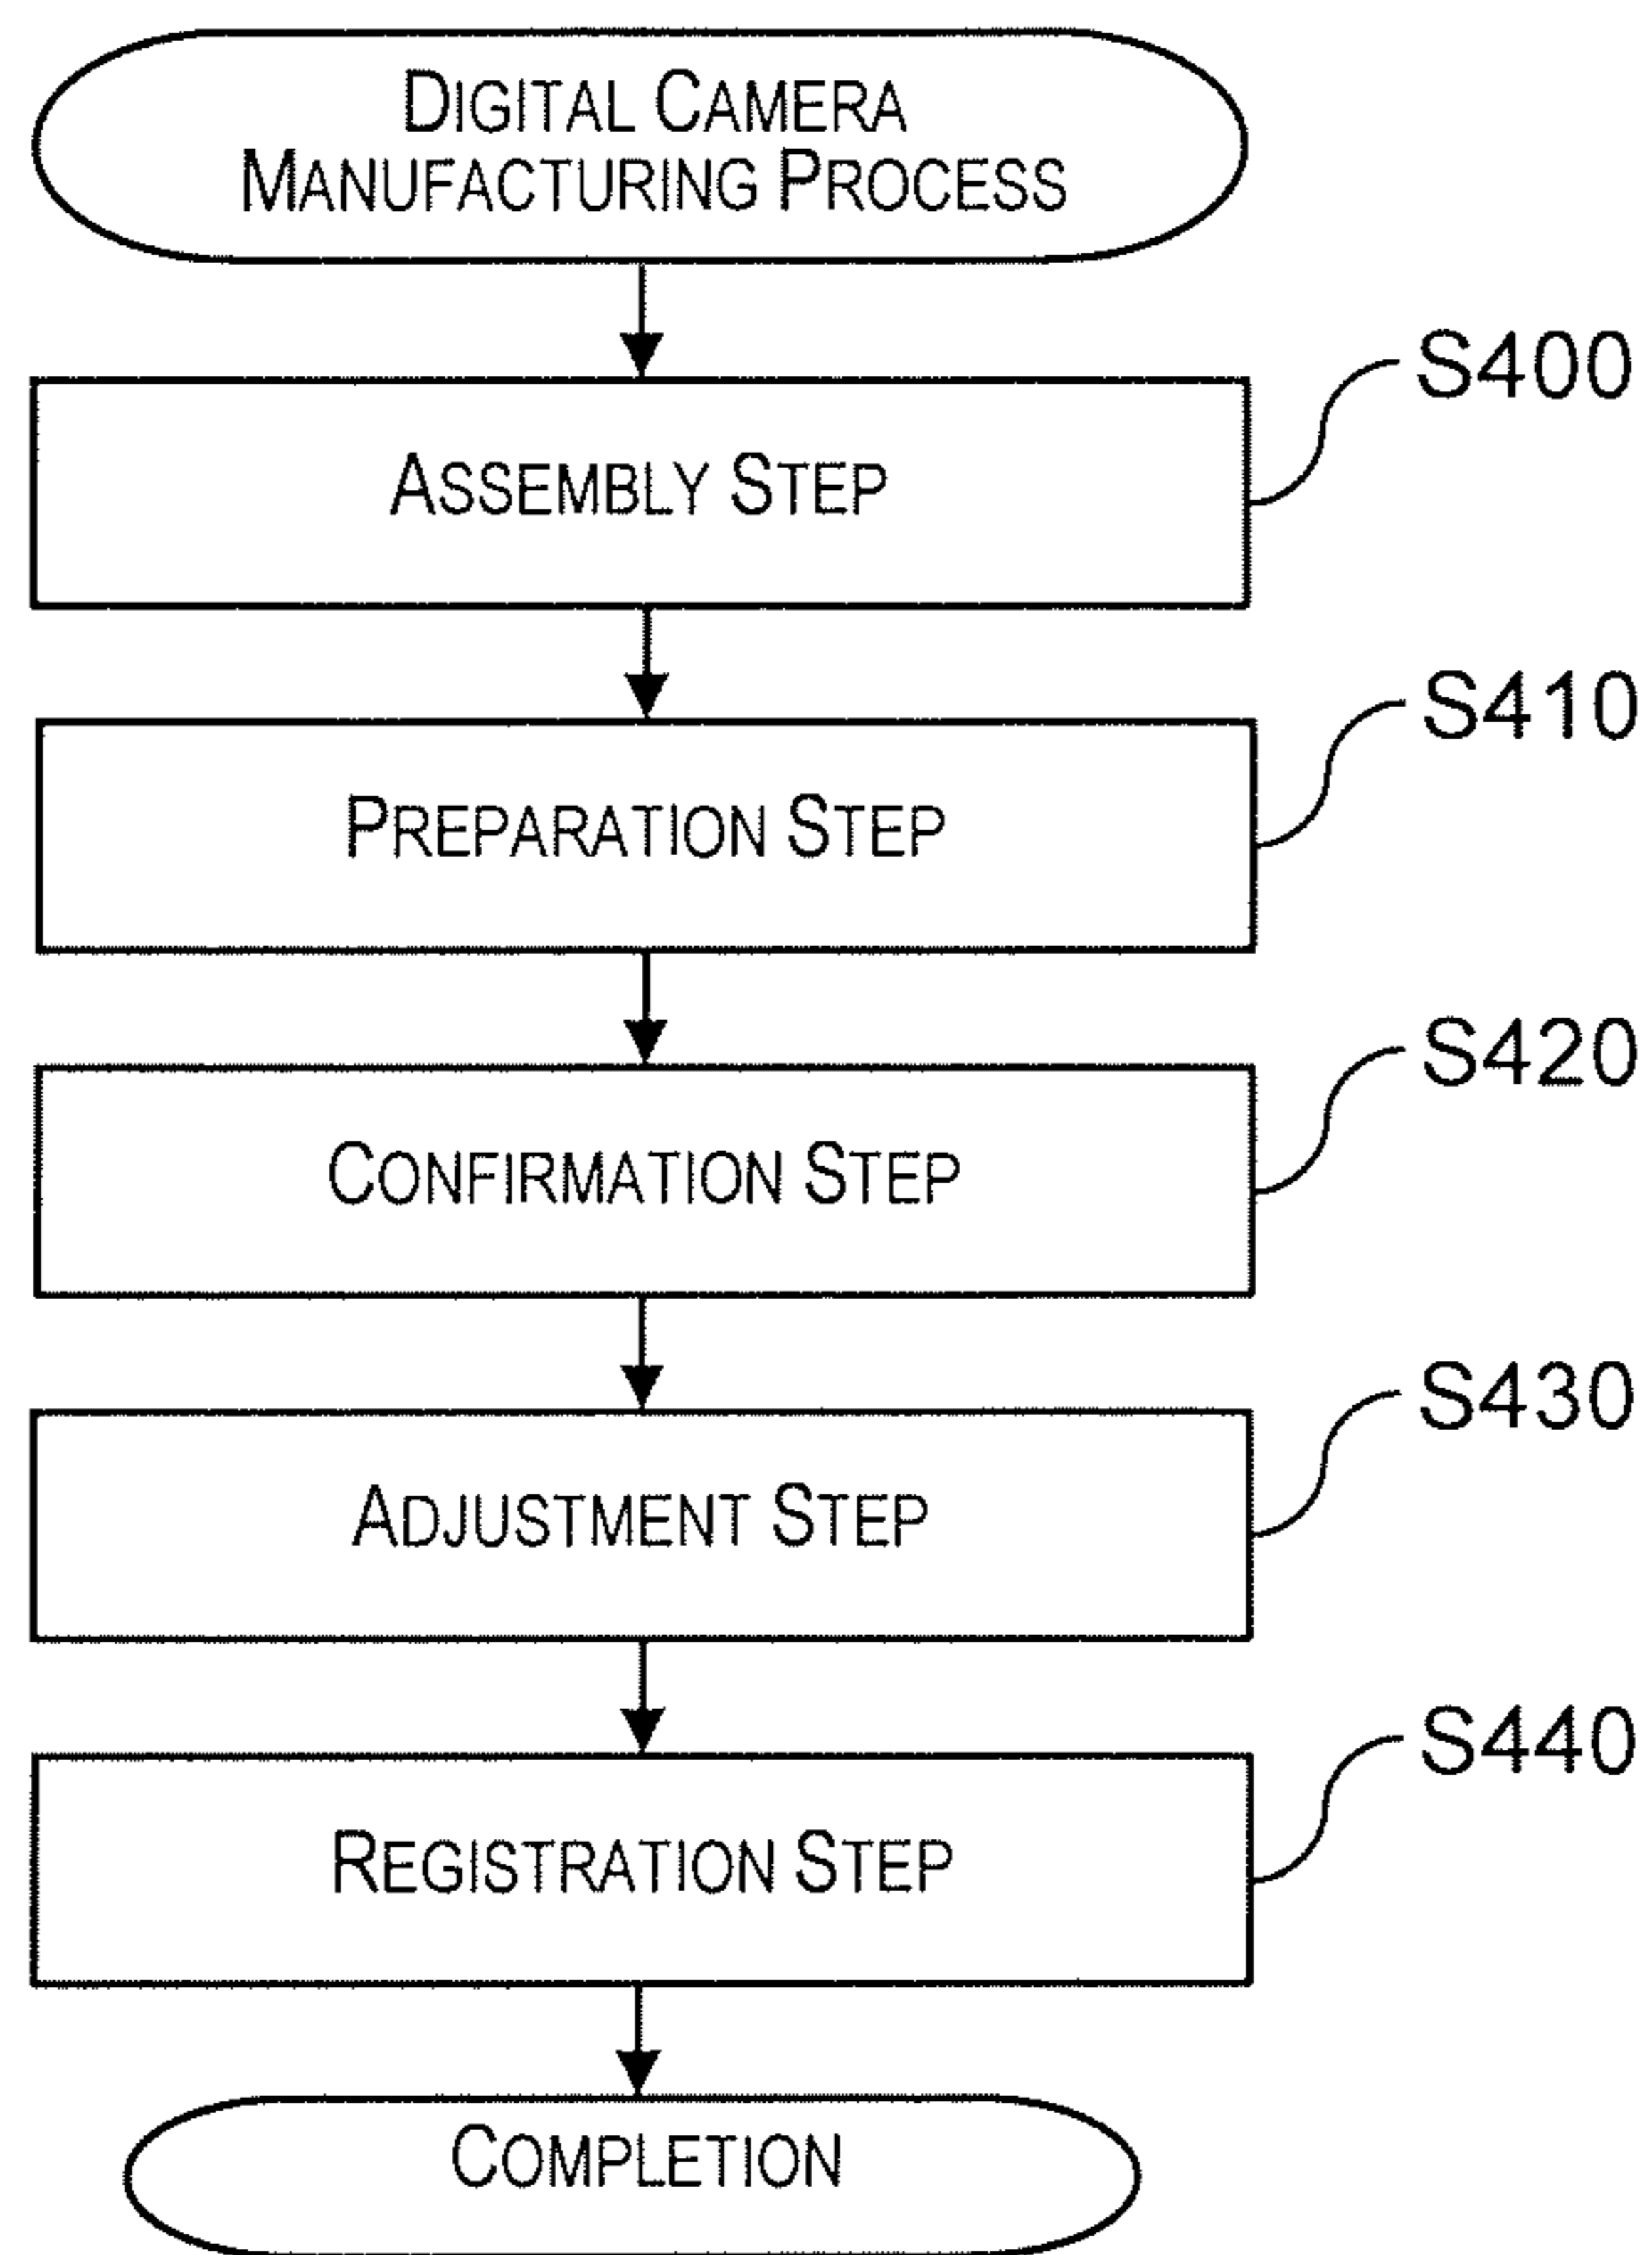 DIGITAL CAMERA
MANUFACTURING PROCESS
S400
ASSEMBLY STEP
S410
PREPARATION STEP
S420
CONFIRMATION STEP
S430
ADJUSTMENT STEP
S440
REGISTRATION STEP
COMPLETION